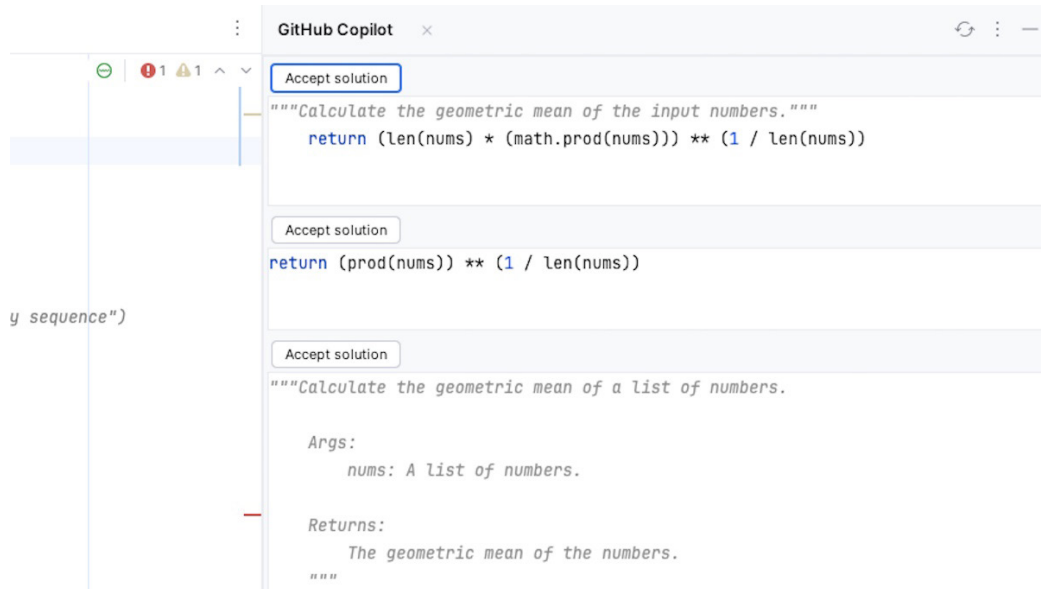 GitHub Copilot
1 1
Accept solution
"""Calculate the geometric mean of the input numbers."""
return (len(nums) * (math.prod(nums))) ** (1 / len(nums))
Accept solution
return (prod(nums)) ** (1 / len(nums))
y sequence")
Accept solution
"""Calculate the geometric mean of a list of numbers.
Args:
nums: A list of numbers.
Returns:
The geometric mean of the numbers.
"""